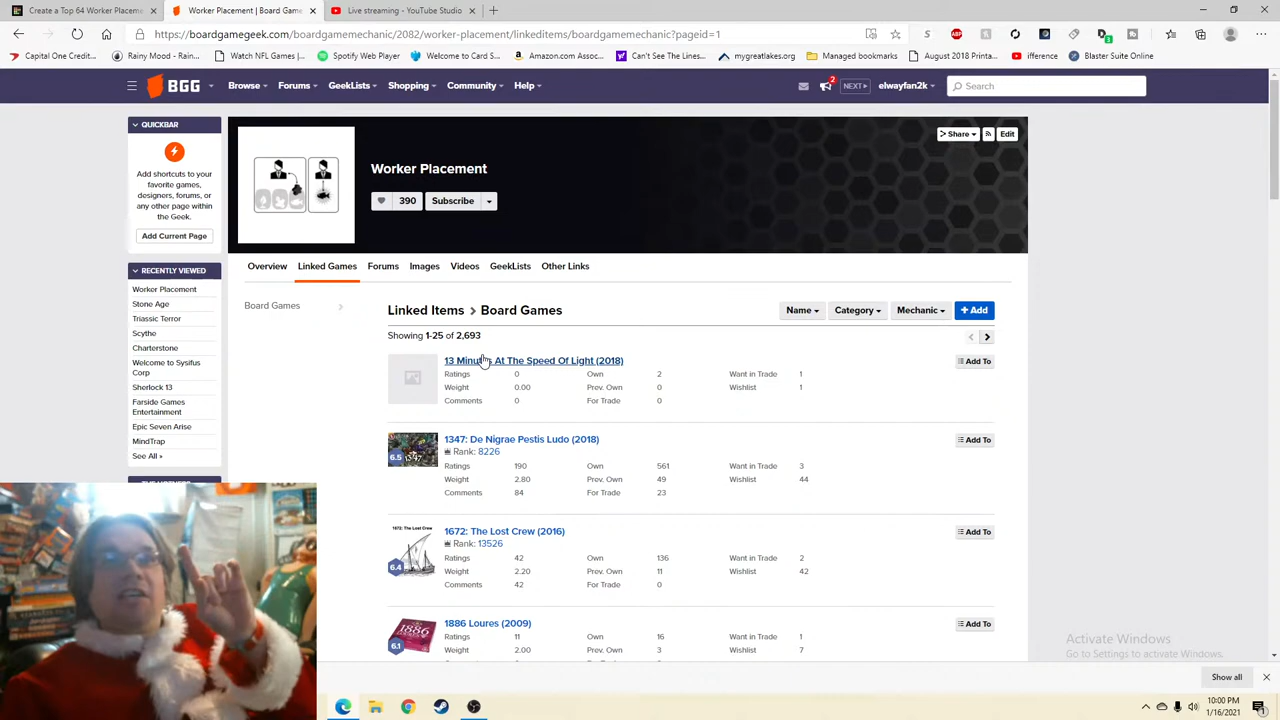 Create a Top 64 Worker Placeme
Worker Placement | Board Games
Live streaming - YouTube Studio
https://boardgamegeek.com/boardgamemechanic/2082/worker-placement/linkeditems/boardgamemechanic?pageid=1
Capital One Credit...
Rainy Mood - Rain...
Watch NFL Games |...
Spotify Web Player
Welcome to Card S...
Amazon.com Associ...
Can't See The Lines...
mygreatlakes.org
Managed bookmarks
August 2018 Printa...
ifference
Blaster Suite Online
BGG
Browse
Forums
GeekLists
Shopping
Community
Help
2
NEXT
elwayfan2k
Search
QUICKBAR
Add shortcuts to your
favorite games,
designers, forums, or
any other page within
the Geek.
Add Current Page
RECENTLY VIEWED
Worker Placement
Stone Age
Triassic Terror
Scythe
Charterstone
Welcome to Sysifus
Corp
Sherlock 13
Farside Games
Entertainment
Epic Seven Arise
MindTrap
See All »
Worker Placement
390
Subscribe
Share
Edit
Overview
Linked Games
Forums
Images
Videos
GeekLists
Other Links
Board Games
Linked Items > Board Games
Name
Category
Mechanic
+ Add
Showing 1-25 of 2,693
13 Minutes At The Speed Of Light (2018)
Add To
Ratings 0 Own 2 Want in Trade 1
Weight 0.00 Prev. Own 0 Wishlist 1
Comments 0 For Trade 0
1347: De Nigrae Pestis Ludo (2018)
Add To
6.5
Rank: 8226
Ratings 190 Own 561 Want in Trade 3
Weight 2.80 Prev. Own 49 Wishlist 44
Comments 84 For Trade 23
1672: The Lost Crew
1672: The Lost Crew (2016)
Add To
6.4
Rank: 13526
Ratings 42 Own 136 Want in Trade 2
Weight 2.20 Prev. Own 11 Wishlist 42
Comments 42 For Trade 0
1886
1886 Loures (2009)
Add To
6.1
Ratings 11 Own 16 Want in Trade 1
Weight 2.00 Prev. Own 3 Wishlist 7
Activate Windows
Go to Settings to activate Windows.
Show all
10:00 PM
1/16/2021